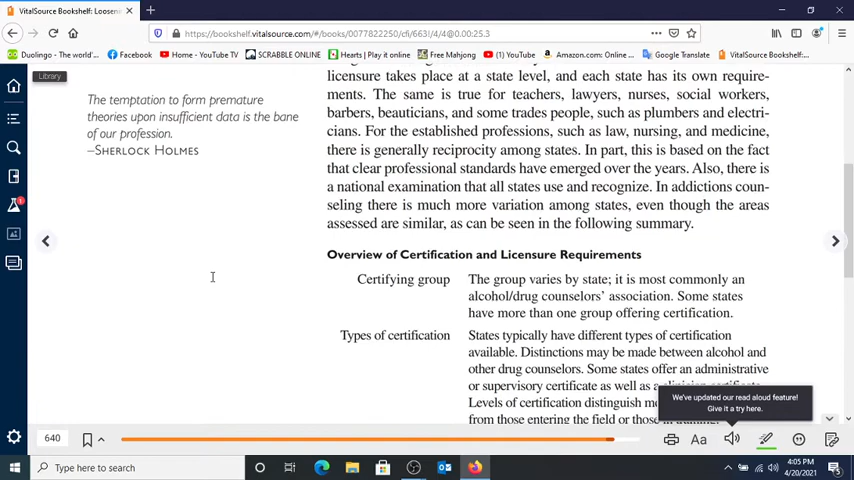 VitalSource Bookshelf: Loosene
https://bookshelf.vitalsource.com/#/books/0077822250/cfi/663!/4/4@0.00:25.3
Duolingo - The world'...
Facebook
Home - YouTube TV
SCRABBLE ONLINE
Hearts | Play it online
Free Mahjong
(1) YouTube
Amazon.com: Online...
Google Translate
VitalSource Bookshelf:...
Library
The temptation to form premature
theories upon insufficient data is the bane
of our profession.
–SHERLOCK HOLMES
licensure takes place at a state level, and each state has its own require-
ments. The same is true for teachers, lawyers, nurses, social workers,
barbers, beauticians, and some trades people, such as plumbers and electri-
cians. For the established professions, such as law, nursing, and medicine,
there is generally reciprocity among states. In part, this is based on the fact
that clear professional standards have emerged over the years. Also, there is
a national examination that all states use and recognize. In addictions coun-
seling there is much more variation among states, even though the areas
assessed are similar, as can be seen in the following summary.
Overview of Certification and Licensure Requirements
Certifying group
The group varies by state; it is most commonly an
alcohol/drug counselors’ association. Some states
have more than one group offering certification.
Types of certification
States typically have different types of certification
available. Distinctions may be made between alcohol and
other drug counselors. Some states offer an administrative
or supervisory certificate as well as a clinician certificate.
Levels of certification distinguish
from those entering the field or those in training.
We've updated our read aloud feature!
Give it a try here.
640
Aa
Type here to search
4:05 PM
4/20/2021